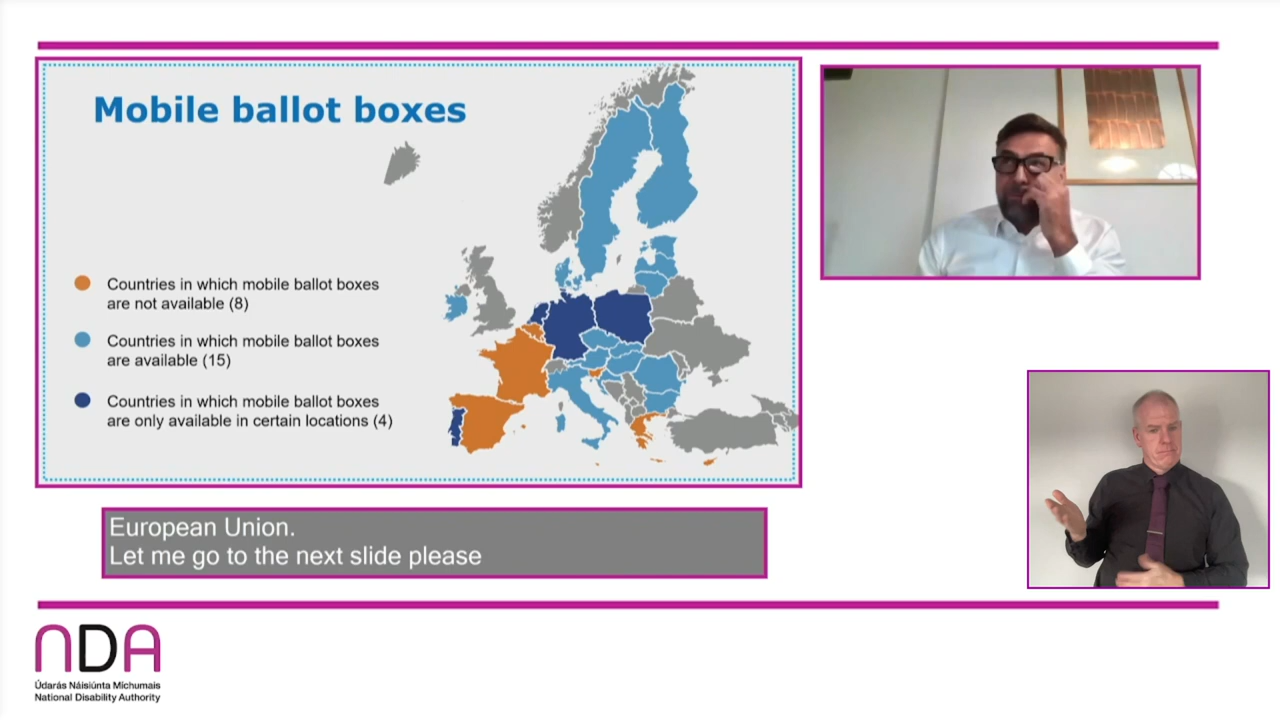 Mobile ballot boxes
Countries in which mobile ballot boxes
are not available (8)
Countries in which mobile ballot boxes
are available (15)
Countries in which mobile ballot boxes
are only available in certain locations (4)
European Union.
Let me go to the next slide please
NDA
Údarás Náisiúnta Míchumais
National Disability Authority